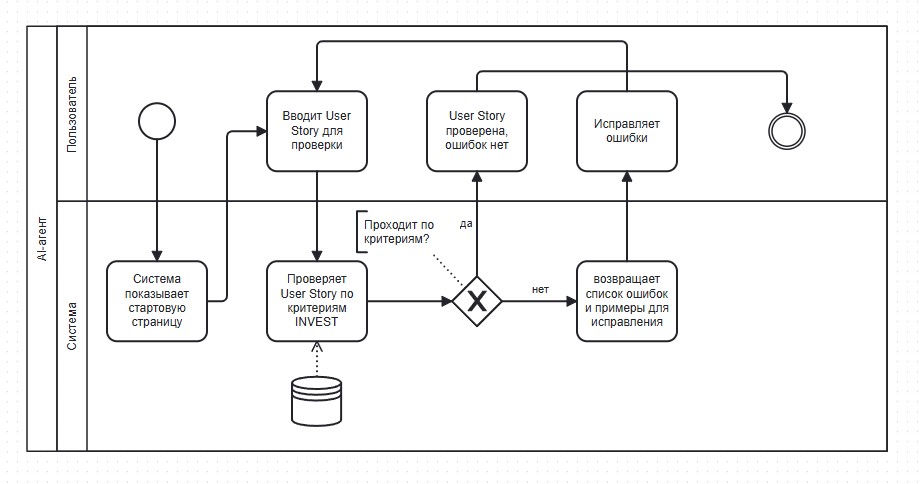 AI-агент
Пользователь
Вводит User
Story для
проверки
User Story
проверена,
ошибок нет
Исправляет
ошибки
Система
Система
показывает
стартовую
страницу
Проверяет
User Story по
критериям
INVEST
Проходит по
критериям?
да
нет
возвращает
список ошибок
и примеры для
исправления